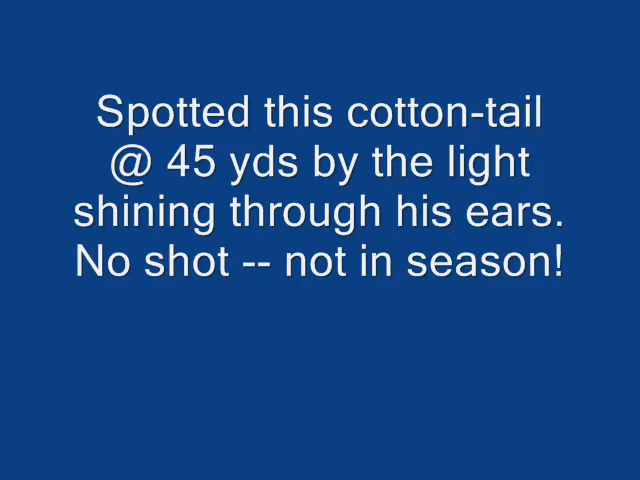 Spotted this cotton-tail
@ 45 yds by the light
shining through his ears.
No shot -- not in season!